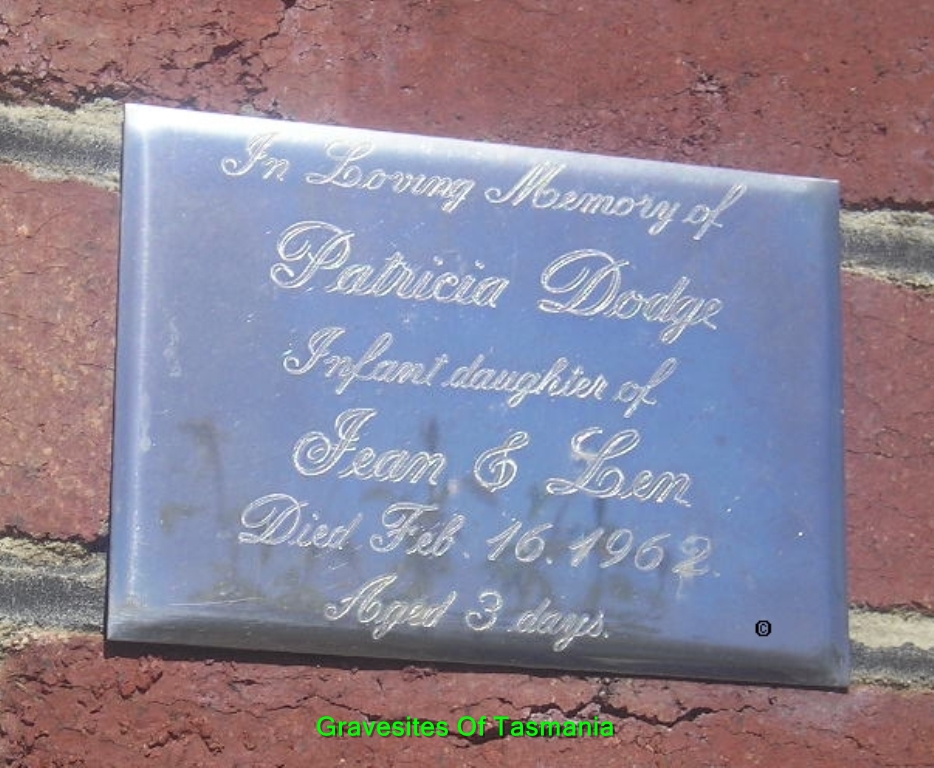 In Loving Memory of
Patricia Dodge
Infant daughter of
Jean & Len
Died Feb. 16. 1962.
Aged 3 days.
©
Gravesites Of Tasmania